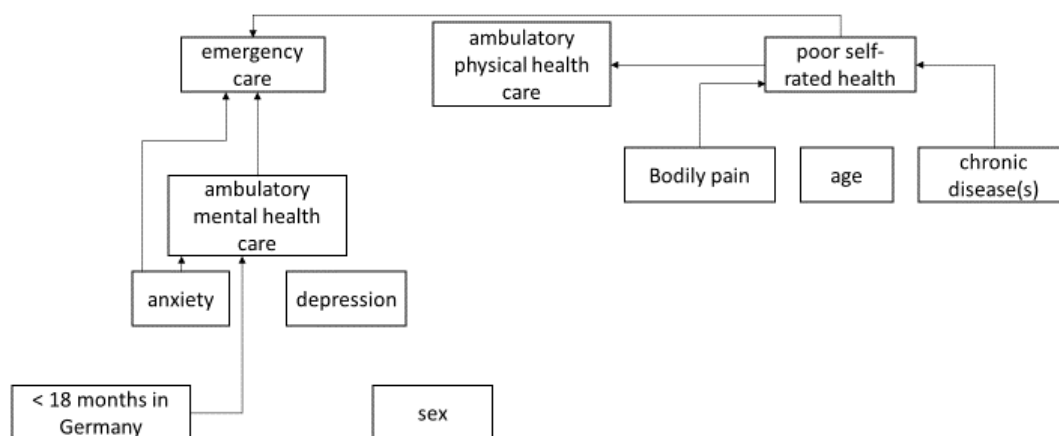 emergency
care
ambulatory
physical health
care
poor self-
rated health
Bodily pain
age
chronic
disease(s)
ambulatory
mental health
care
anxiety
depression
< 18 months in
Germany
sex